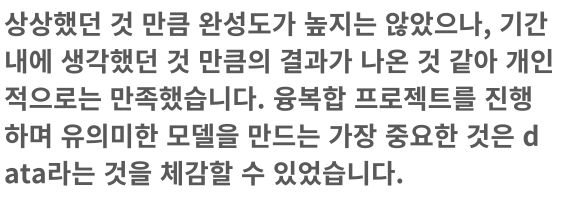 상상했던 것 만큼 완성도가 높지는 않았으나, 기간
내에 생각했던 것 만큼의 결과가 나온 것 같아 개인
적으로는 만족했습니다. 융복합 프로젝트를 진행
하며 유의미한 모델을 만드는 가장 중요한 것은 d
ata라는 것을 체감할 수 있었습니다.